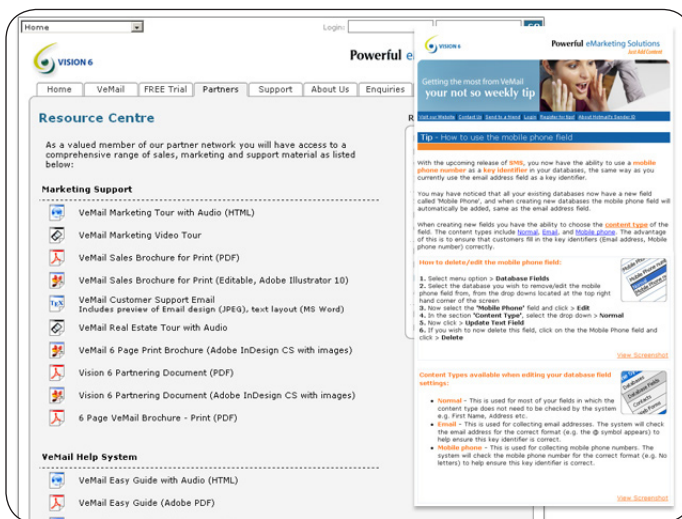 Home
Login:
VISION 6
Powerful e
Home
VeMail
FREE Trial
Partners
Support
About Us
Enquiries
Resource Centre
R
As a valued member of our partner network you will have access to a
comprehensive range of sales, marketing and support material as listed
below:
Marketing Support
VeMail Marketing Tour with Audio (HTML)
VeMail Marketing Video Tour
VeMail Sales Brochure for Print (PDF)
VeMail Sales Brochure for Print (Editable, Adobe Illustrator 10)
VeMail Customer Support Email
Includes preview of Email design (JPEG), text layout (MS Word)
VeMail Real Estate Tour with Audio
VeMail 6 Page Print Brochure (Adobe InDesign CS with images)
Vision 6 Partnering Document (PDF)
Vision 6 Partnering Document (Adobe InDesign CS with images)
6 Page VeMail Brochure - Print (PDF)
VeMail Help System
VeMail Easy Guide with Audio (HTML)
VeMail Easy Guide (Adobe PDF)
VISION 6
Powerful eMarketing Solutions
Just Add Content
Getting the most from VeMail
your not so weekly tip
Visit our Website Contact Us Send to a friend Login Register for tips! About Hotmail's Sender ID
Tip - How to use the mobile phone field
With the upcoming release of SMS, you now have the ability to use a mobile
phone number as a key identifier in your databases, the same way as you
currently use the email address field as a key identifier.
You may have noticed that all your existing databases now have a new field
called 'Mobile Phone', and when creating new databases the mobile phone field will
automatically be added, same as the email address field.
When creating new fields you have the ability to choose the content type of the
field. The content types include Normal, Email, and Mobile phone. The advantage
of this is to ensure that customers fill in the key identifiers (Email address, Mobile
phone number) correctly.
How to delete/edit the mobile phone field:
1. Select menu option > Database Fields
2. Select the database you wish to remove/edit the mobile
phone field from, from the drop downs located at the top right
hand corner of the screen
3. Now select the 'Mobile Phone' field and click > Edit
4. In the section 'Content Type', select the drop down > Normal
5. Now click > Update Text Field
6. If you wish to now delete this field, click on the the Mobile Phone field and
click > Delete
View Screenshot
Content Types available when editing your database field
settings:
Normal - This is used for most of your fields in which the
content type does not need to be checked by the system
e.g. First Name, Address etc.
Email - This is used for collecting email addresses. The system will check
the email address for the correct format (e.g. the @ symbol appears) to
help ensure this key identifier is correct.
Mobile phone - This is used for collecting mobile phone numbers. The
system will check the mobile phone number for the correct format (e.g. No
letters) to help ensure this key identifier is correct.
Databases
Database Fields
Contacts
View Screenshot